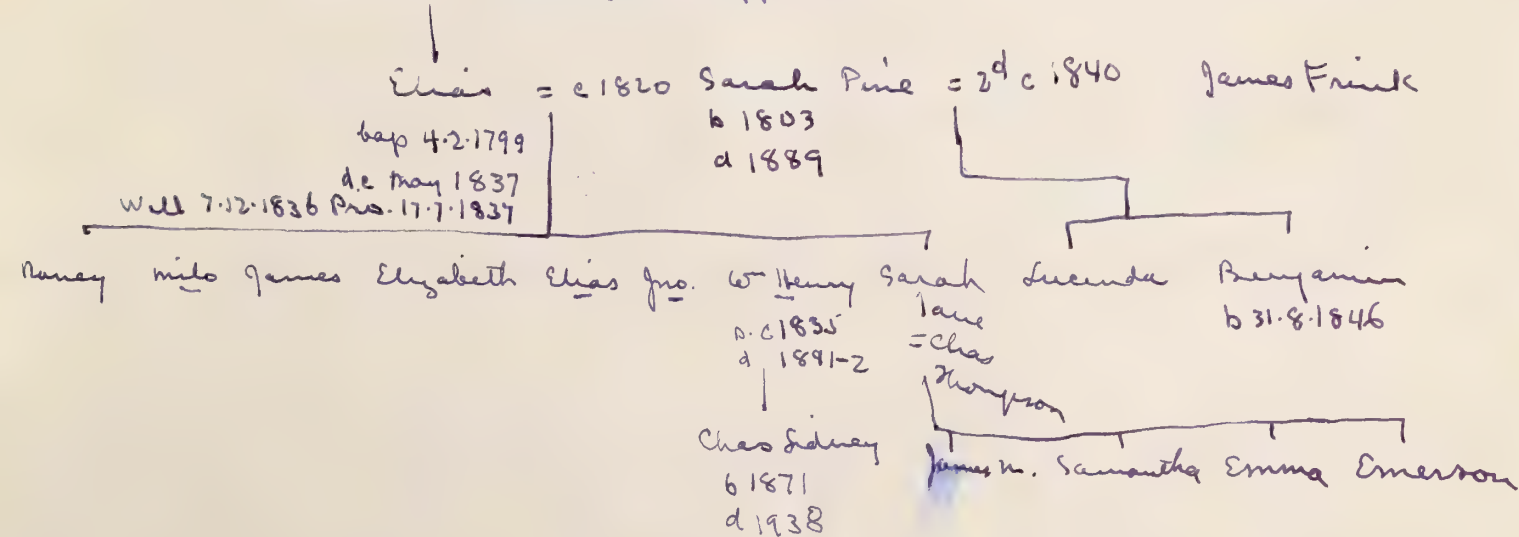 Elias = c 1820 Sarah Pine = 2d c 1840 James Frink
bap 4.2.1799
b 1803
d.c May 1837
d 1889
Will 7.12.1836 Pro. 17.7.1837
Nancy Milo James Elizabeth Elias Jno. Wm Henry Sarah Lucinda Benjamin
Jane
b 31.8.1846
b. c 1835
= Chas
d 1891-2
Thompson
Chas Sidney
James M. Samantha Emma Emerson
b 1871
d 1938